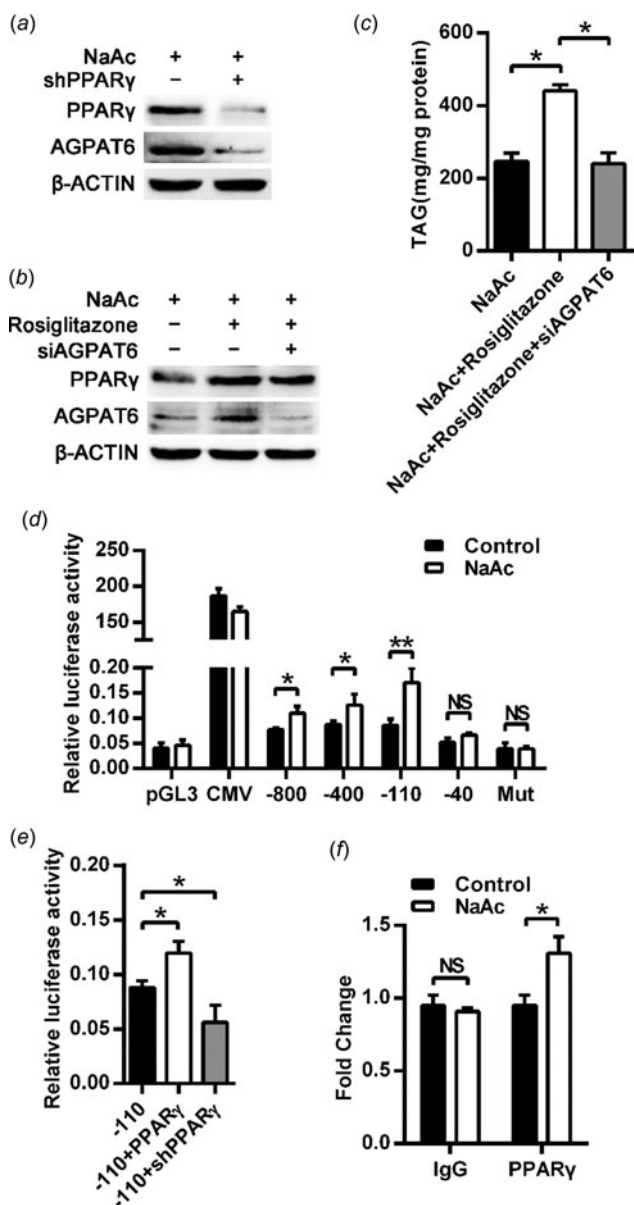 (a)
NaAc + +
shPPARγ – +
PPARγ
AGPAT6
β-ACTIN
(b)
NaAc + + +
Rosiglitazone – + +
siAGPAT6 – – +
PPARγ
AGPAT6
β-ACTIN
(c)
TAG(mg/mg protein)
600
400
200
0
* *
NaAc
NaAc+Rosiglitazone
NaAc+Rosiglitazone+siAGPAT6
(d)
Relative luciferase activity
250
200
150
0.20
0.15
0.10
0.05
0.00
Control
NaAc
* * ** NS NS
pGL3 CMV -800 -400 -110 -40 Mut
(e)
Relative luciferase activity
0.20
0.15
0.10
0.05
0.00
*
*
-110
-110+PPARγ
-110+shPPARγ
(f)
Fold Change
1.5
1.0
0.5
0.0
Control
NaAc
NS *
IgG PPARγ